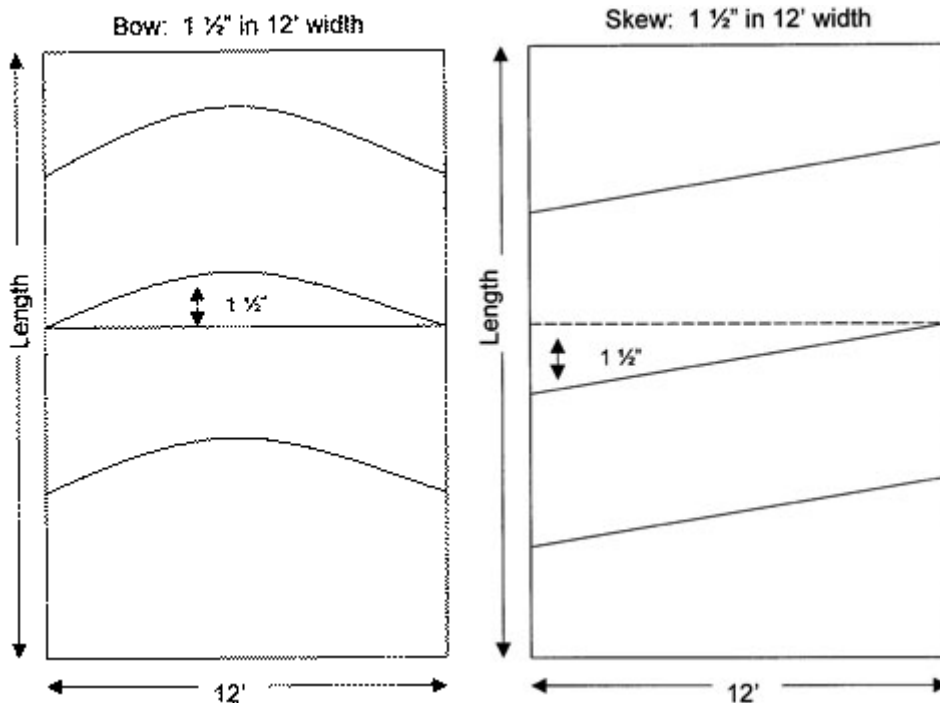 Bow: 1 ½" in 12' width
Length
1 ½"
12'
Skew: 1 ½" in 12' width
Length
1 ½"
12'